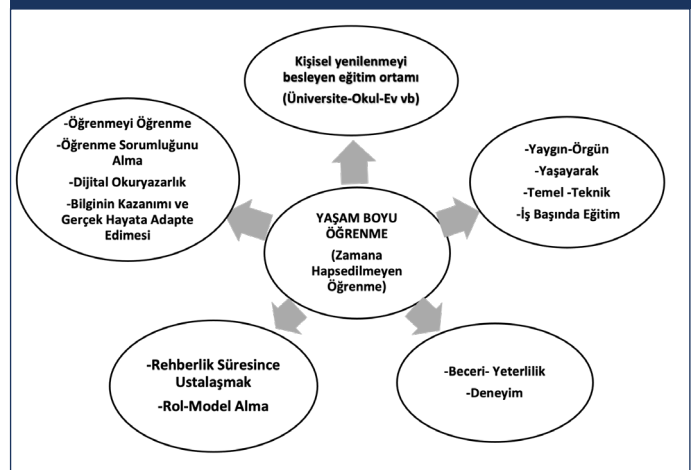 Kişisel yenilenmeyi
besleyen eğitim ortamı
(Üniversite-Okul-Ev vb)
-Öğrenmeyi Öğrenme
-Öğrenme Sorumluğunu
Alma
-Dijital Okuryazarlık
-Bilginin Kazanımı ve
Gerçek Hayata Adapte
Edimesi
-Yaygın-Örgün
-Yaşayarak
-Temel -Teknik
-İş Başında Eğitim
YAŞAM BOYU
ÖĞRENME
(Zamana
Hapsedilmeyen
Öğrenme)
-Rehberlik Süresince
Ustalaşmak
-Rol-Model Alma
-Beceri- Yeterlilik
-Deneyim